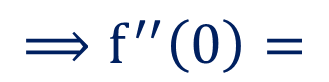 ⟹ f′′(0) =